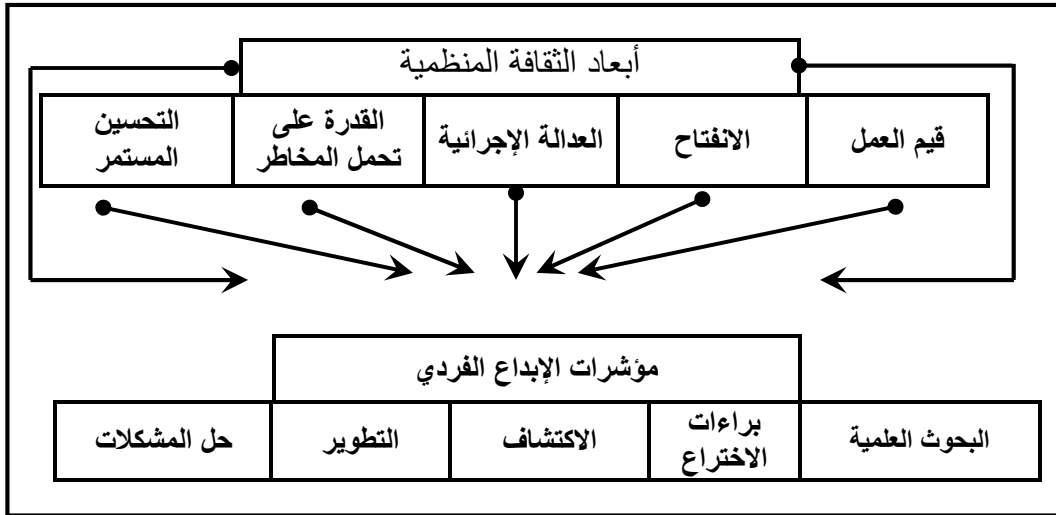 أبعاد الثقافة المنظمية
قيم العمل
الانفتاح
العدالة الإجرائية
القدرة على
تحمل المخاطر
التحسين
المستمر
مؤشرات الإبداع الفردي
البحوث العلمية
براءات
الاختراع
الاكتشاف
التطوير
حل المشكلات